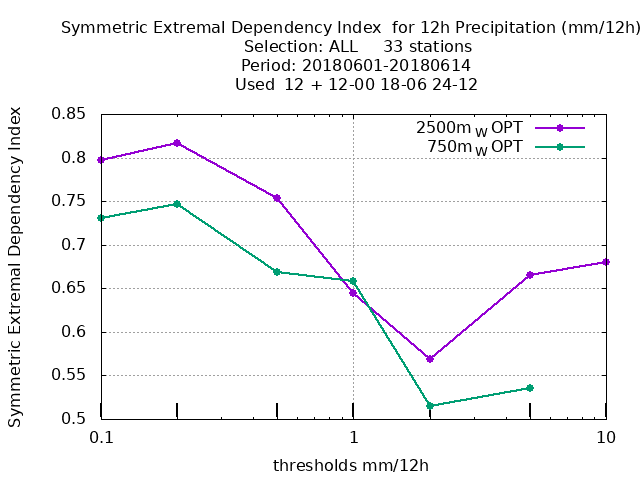 Symmetric Extremal Dependency Index  for 12h Precipitation (mm/12h)
Selection: ALL     33 stations
Period: 20180601-20180614
Used  12 + 12-00 18-06 24-12
2500m W OPT
750m W OPT
Symmetric Extremal Dependency Index
0.85
0.8
0.75
0.7
0.65
0.6
0.55
0.5
0.1
1
10
thresholds mm/12h